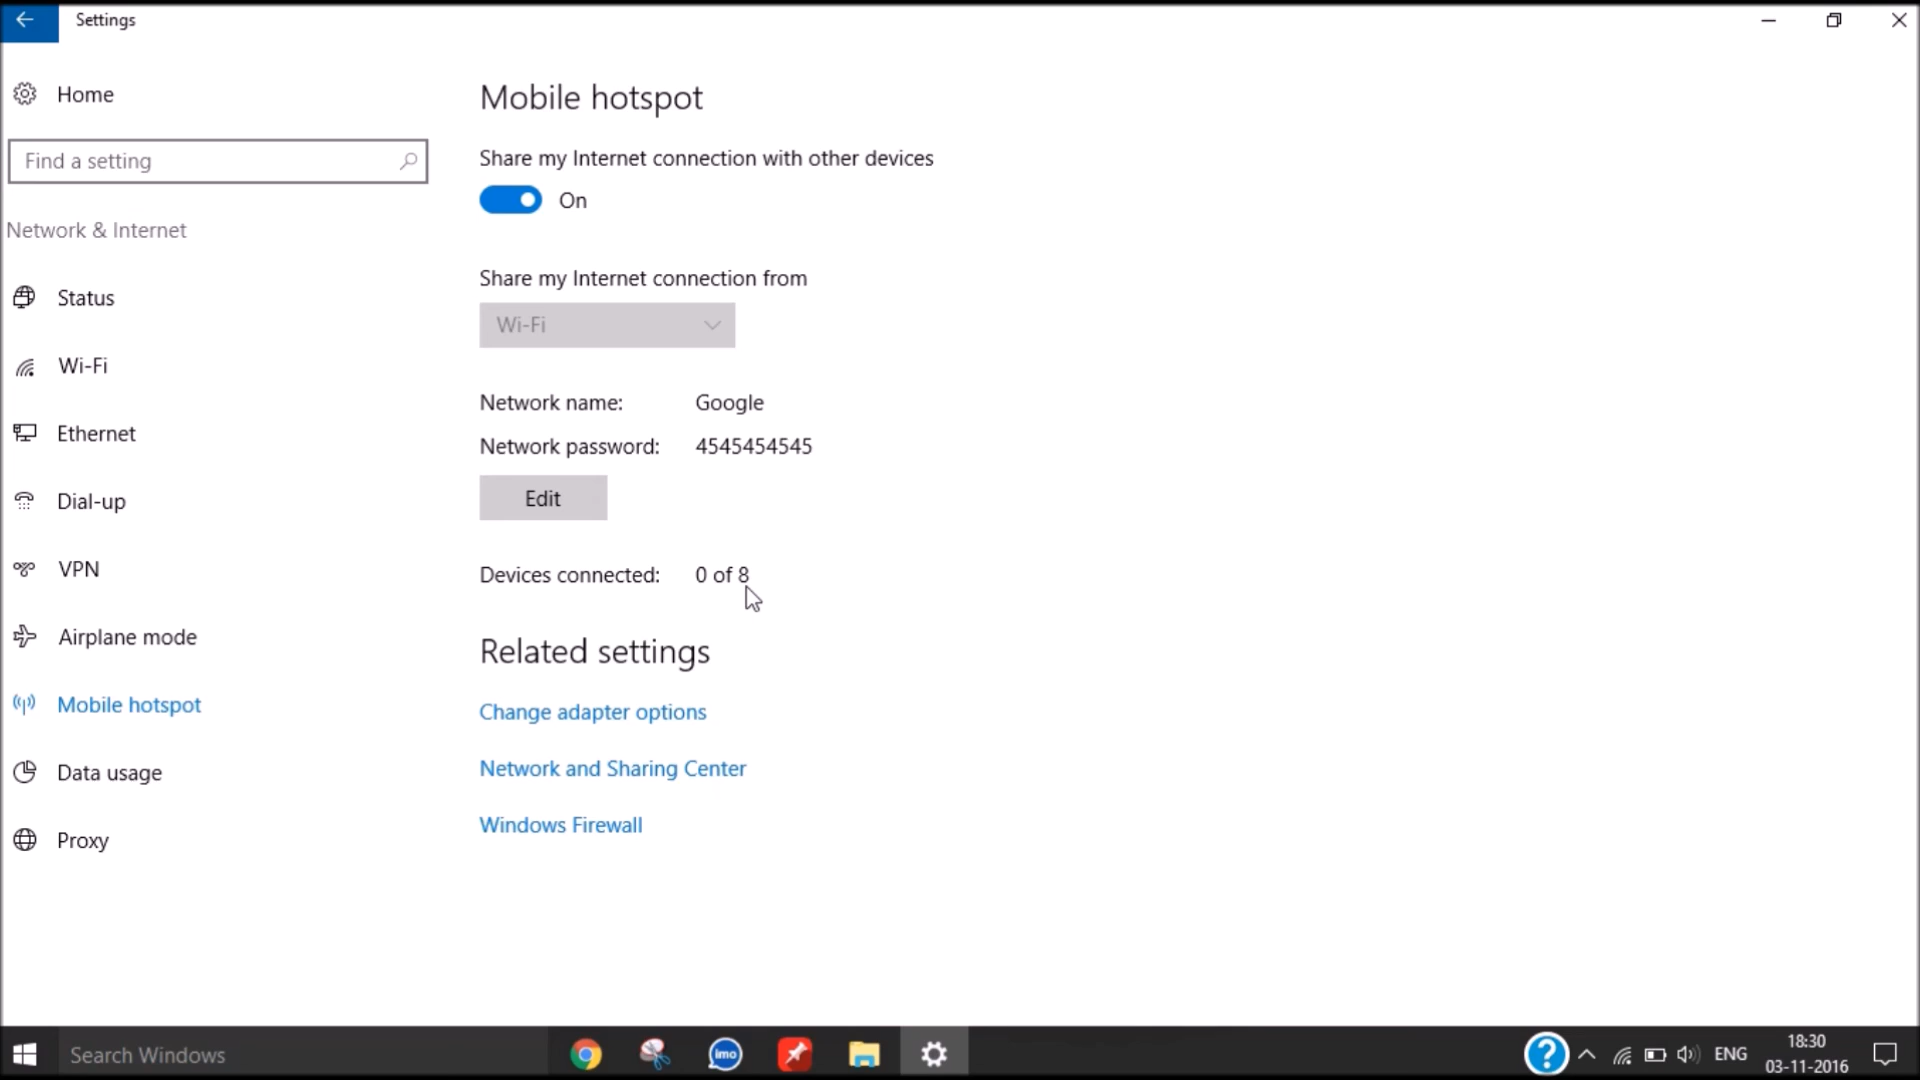 Settings
Home
Find a setting
Network & Internet
Status
Wi-Fi
Ethernet
Dial-up
VPN
Airplane mode
Mobile hotspot
Data usage
Proxy
Mobile hotspot
Share my Internet connection with other devices
On
Share my Internet connection from
Wi-Fi
Network name: Google
Network password: 4545454545
Edit
Devices connected: 0 of 8
Related settings
Change adapter options
Network and Sharing Center
Windows Firewall
Search Windows
imo
?
ENG
18:30
03-11-2016